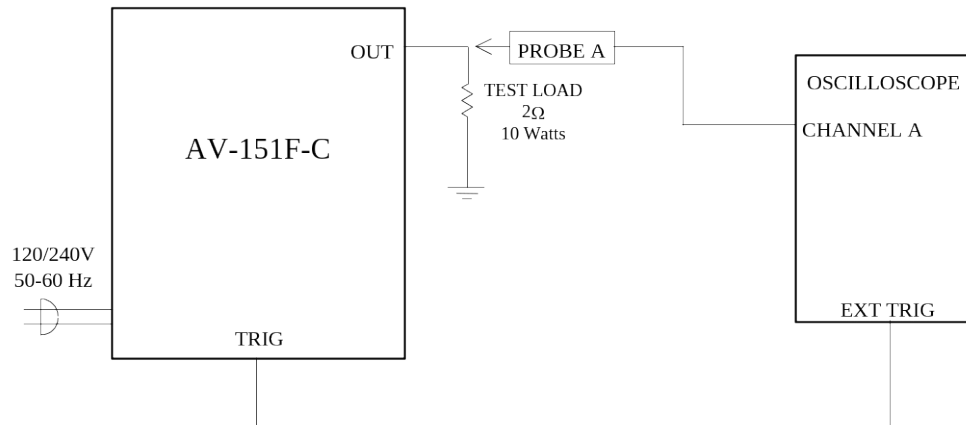 OUT
PROBE A
TEST LOAD
2Ω
10 Watts
OSCILLOSCOPE
CHANNEL A
AV-151F-C
120/240V
50-60 Hz
TRIG
EXT TRIG